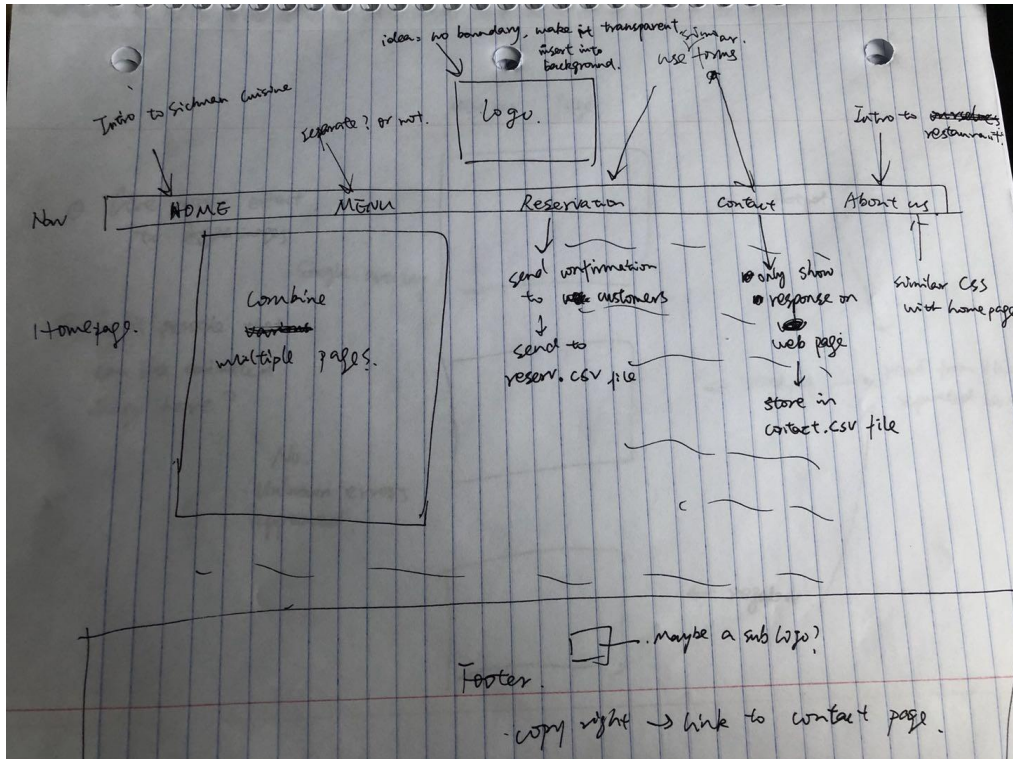 idea: no boundary, make it transparent
insert into
background.
similar.
use forms
Intro to Sichuan cuisine
separate? or not.
Logo.
Intro to ourselves
restaurant.
Nav
HOME
MENU
Reservation
Contact
About us
Homepage.
Combine
various
multiple pages.
send confirmation
to customers
send to
reserv.csv file
only show
response on
web page
store in
contact.csv file
similar CSS
with homepage
Footer.
Maybe a sub logo?
copy right → link to contact page.